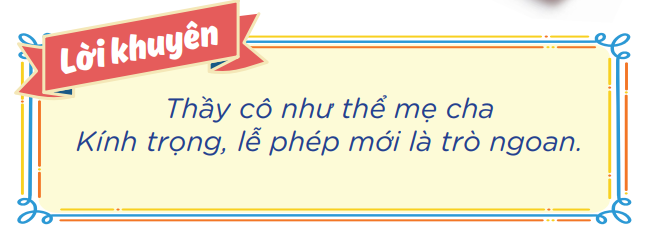 Lời khuyên
Thầy cô như thể mẹ cha
Kính trọng, lễ phép mới là trò ngoan.